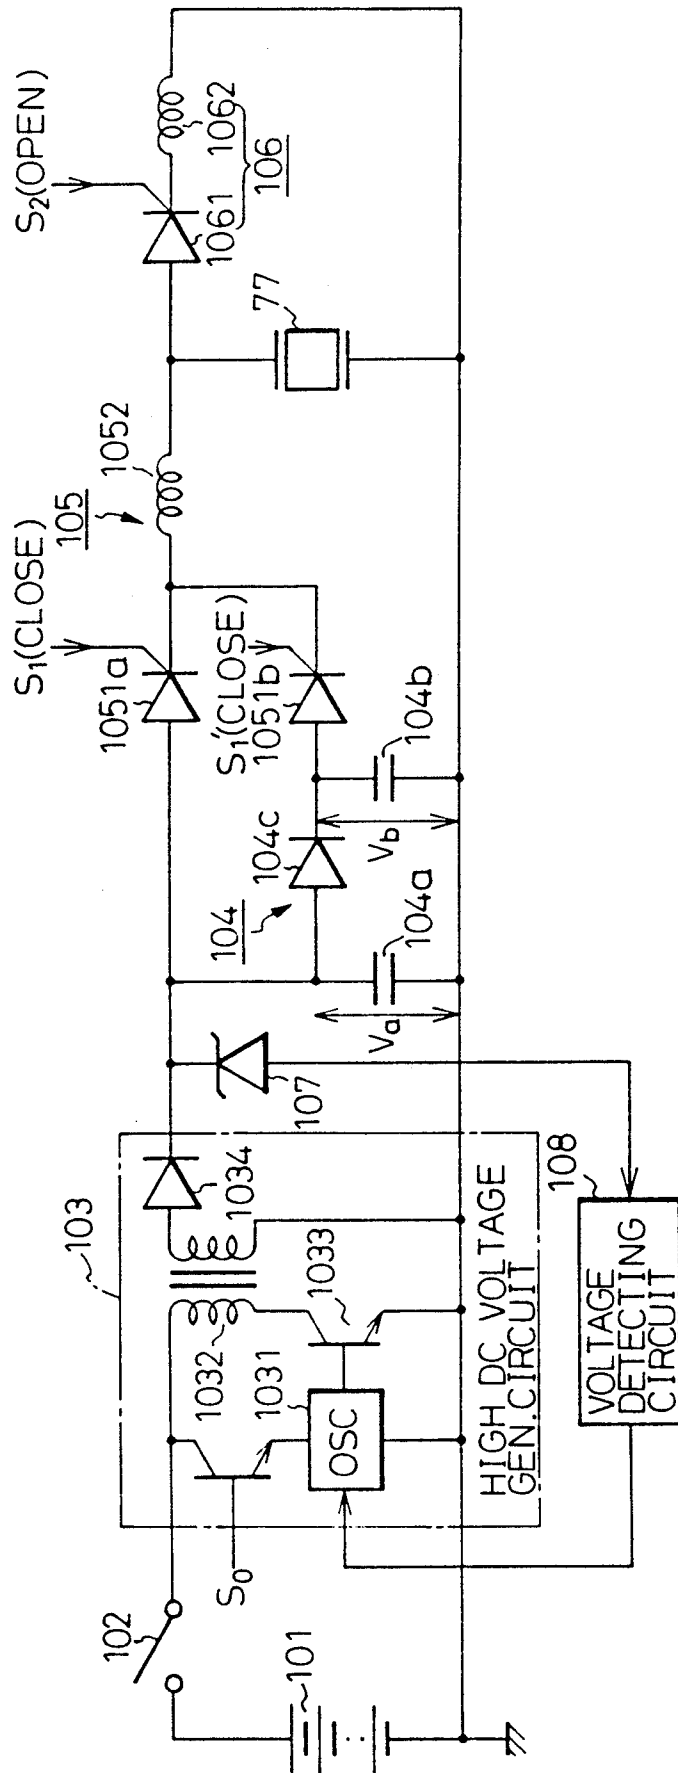 101
102
S0
103
1032
1031
OSC
1033
1034
HIGH DC VOLTAGE
GEN.CIRCUIT
108
VOLTAGE
DETECTING
CIRCUIT
107
Va
104a
104
104c
Vb
104b
S1(CLOSE)
1051a
S1'(CLOSE)
1051b
105
1052
77
S2(OPEN)
1061
1062
106